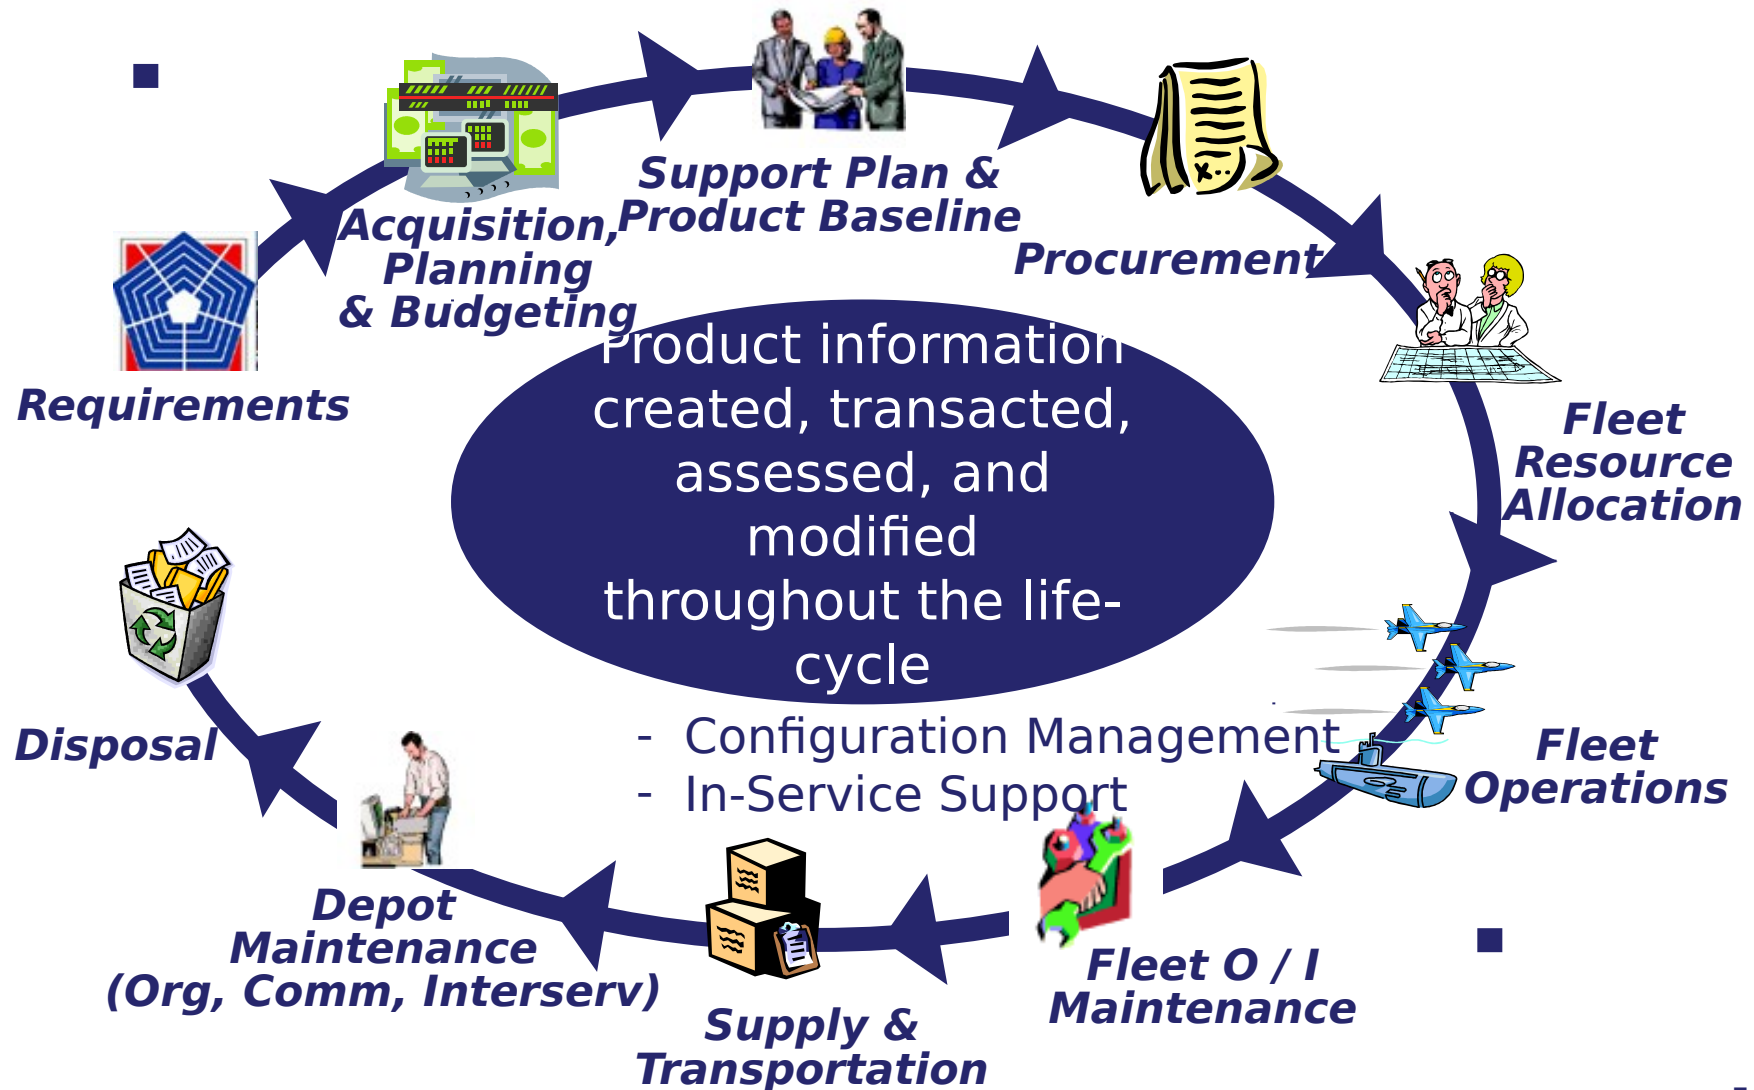 Support Plan &
Product Baseline
Acquisition,
Planning
& Budgeting
Procurement
Requirements
Product information
created, transacted,
assessed, and
modified
throughout the life-
cycle
Fleet
Resource
Allocation
- Configuration Management
- In-Service Support
Disposal
Fleet
Operations
Depot
Maintenance
(Org, Comm, Interserv)
Fleet O / I
Maintenance
Supply &
Transportation